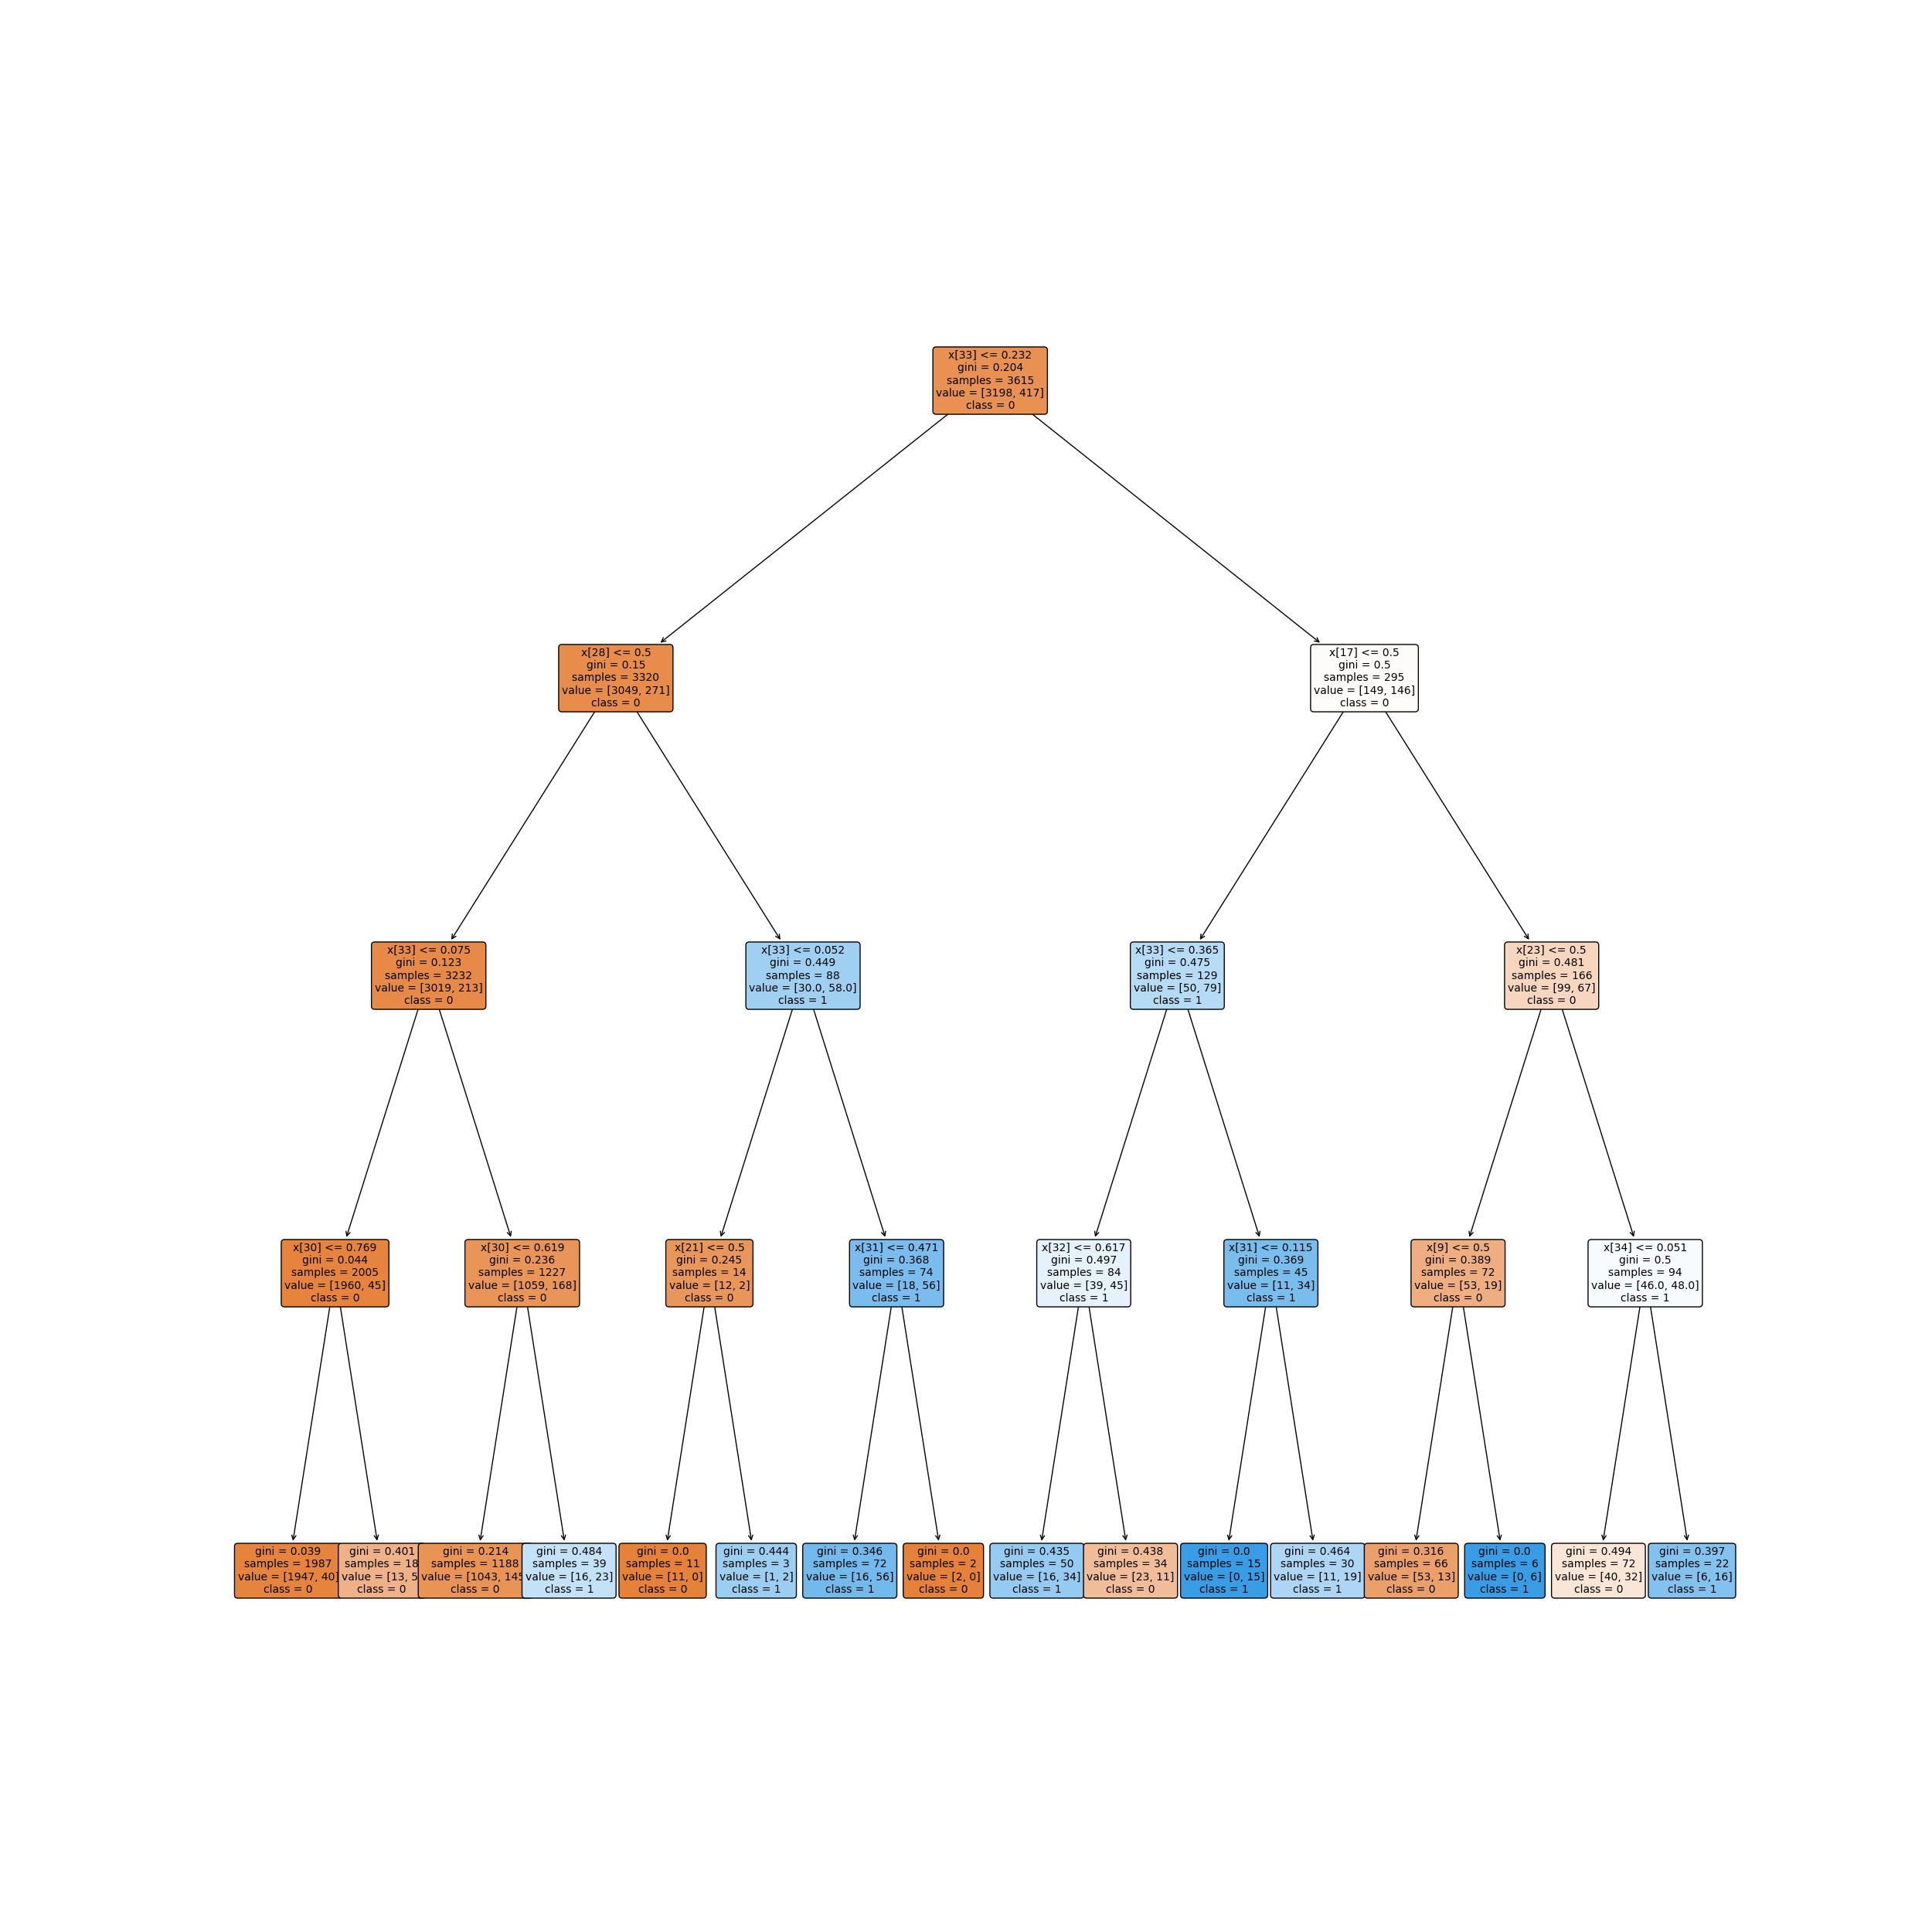 x[33] <= 0.232
gini = 0.204
samples = 3615
value = [3198, 417]
class = 0
x[28] <= 0.5
gini = 0.15
samples = 3320
value = [3049, 271]
class = 0
x[17] <= 0.5
gini = 0.5
samples = 295
value = [149, 146]
class = 0
x[33] <= 0.075
gini = 0.123
samples = 3232
value = [3019, 213]
class = 0
x[33] <= 0.052
gini = 0.449
samples = 88
value = [30.0, 58.0]
class = 1
x[33] <= 0.365
gini = 0.475
samples = 129
value = [50, 79]
class = 1
x[23] <= 0.5
gini = 0.481
samples = 166
value = [99, 67]
class = 0
x[30] <= 0.769
gini = 0.044
samples = 2005
value = [1960, 45]
class = 0
x[30] <= 0.619
gini = 0.236
samples = 1227
value = [1059, 168]
class = 0
x[21] <= 0.5
gini = 0.245
samples = 14
value = [12, 2]
class = 0
x[31] <= 0.471
gini = 0.368
samples = 74
value = [18, 56]
class = 1
x[32] <= 0.617
gini = 0.497
samples = 84
value = [39, 45]
class = 1
x[31] <= 0.115
gini = 0.369
samples = 45
value = [11, 34]
class = 1
x[9] <= 0.5
gini = 0.389
samples = 72
value = [53, 19]
class = 0
x[34] <= 0.051
gini = 0.5
samples = 94
value = [46.0, 48.0]
class = 1
gini = 0.039
samples = 1987
value = [1947, 40]
class = 0
gini = 0.401
samples = 18
value = [13, 5
class = 0
gini = 0.214
samples = 1188
value = [1043, 145
class = 0
gini = 0.484
samples = 39
value = [16, 23]
class = 1
gini = 0.0
samples = 11
value = [11, 0]
class = 0
gini = 0.444
samples = 3
value = [1, 2]
class = 1
gini = 0.346
samples = 72
value = [16, 56]
class = 1
gini = 0.0
samples = 2
value = [2, 0]
class = 0
gini = 0.435
samples = 50
value = [16, 34]
class = 1
gini = 0.438
samples = 34
value = [23, 11]
class = 0
gini = 0.0
samples = 15
value = [0, 15]
class = 1
gini = 0.464
samples = 30
value = [11, 19]
class = 1
gini = 0.316
samples = 66
value = [53, 13]
class = 0
gini = 0.0
samples = 6
value = [0, 6]
class = 1
gini = 0.494
samples = 72
value = [40, 32]
class = 0
gini = 0.397
samples = 22
value = [6, 16]
class = 1